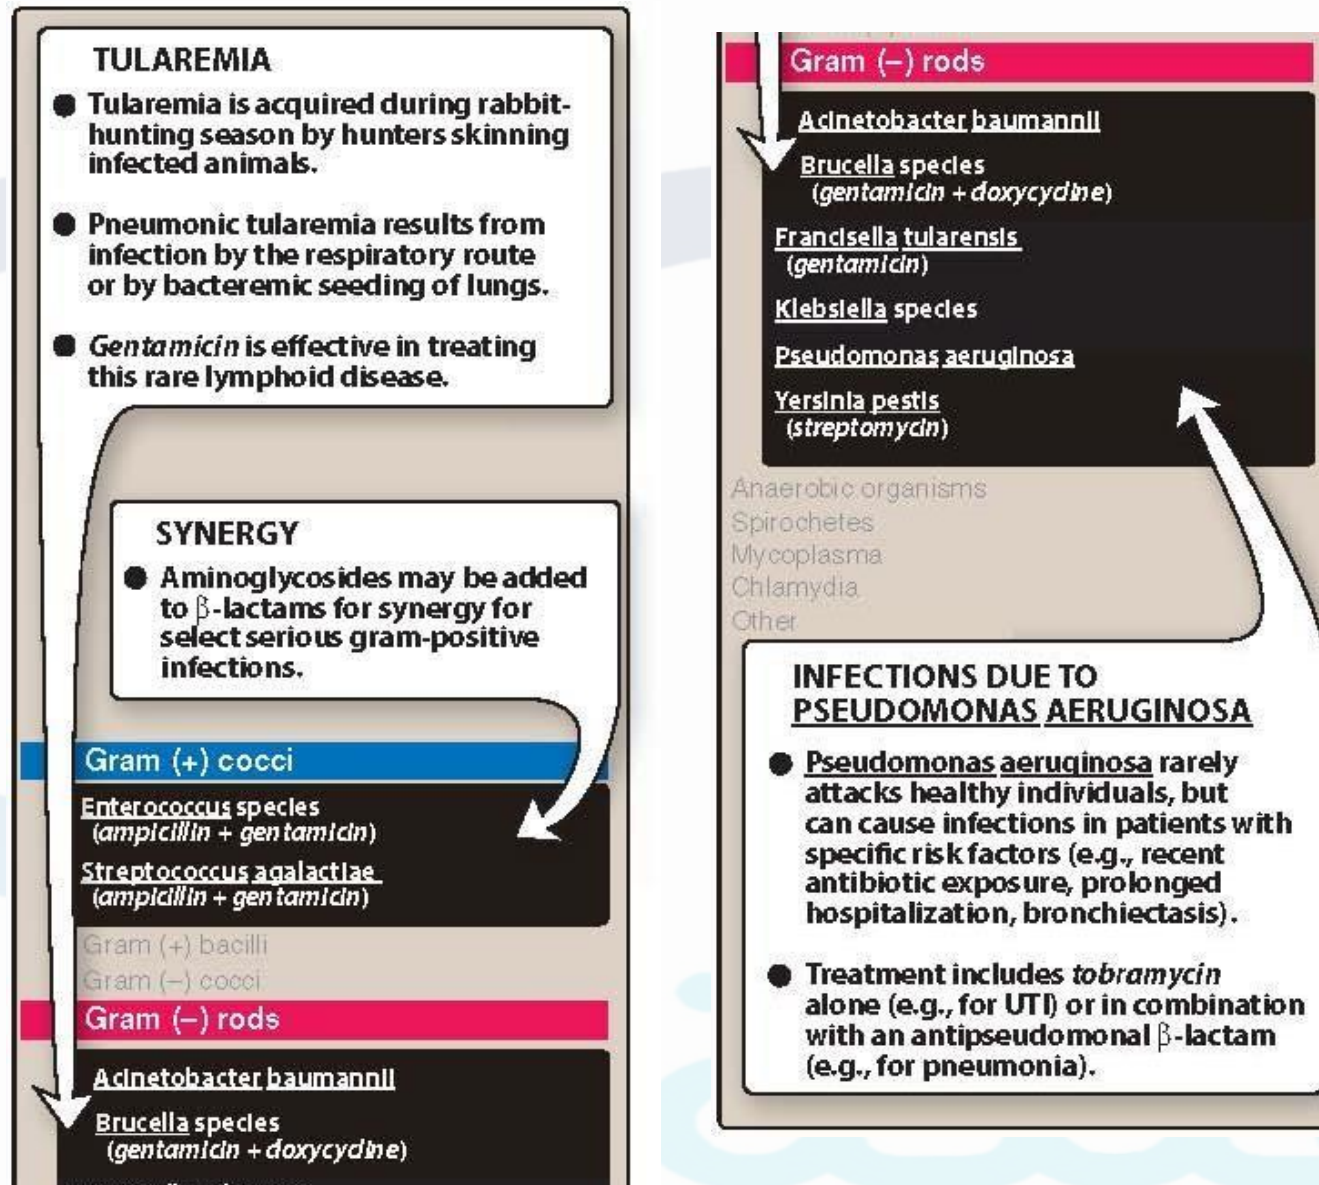 TULAREMIA
● Tularemia is acquired during rabbit-
hunting season by hunters skinning
infected animals.
● Pneumonic tularemia results from
infection by the respiratory route
or by bacteremic seeding of lungs.
● Gentamicin is effective in treating
this rare lymphoid disease.
SYNERGY
● Aminoglycosides may be added
to β-lactams for synergy for
select serious gram-positive
infections.
Gram (+) cocci
Enterococcus species
(ampicillin + gentamicin)
Streptococcus agalactiae
(ampicillin + gentamicin)
Gram (+) bacilli
Gram (−) cocci
Gram (−) rods
Acinetobacter baumannii
Brucella species
(gentamicin + doxycycline)
Gram (−) rods
Acinetobacter baumannii
Brucella species
(gentamicin + doxycycline)
Francisella tularensis
(gentamicin)
Klebsiella species
Pseudomonas aeruginosa
Yersinia pestis
(streptomycin)
Anaerobic organisms
Spirochetes
Mycoplasma
Chlamydia
Other
INFECTIONS DUE TO
PSEUDOMONAS AERUGINOSA
● Pseudomonas aeruginosa rarely
attacks healthy individuals, but
can cause infections in patients with
specific risk factors (e.g., recent
antibiotic exposure, prolonged
hospitalization, bronchiectasis).
● Treatment includes tobramycin
alone (e.g., for UTI) or in combination
with an antipseudomonal β-lactam
(e.g., for pneumonia).